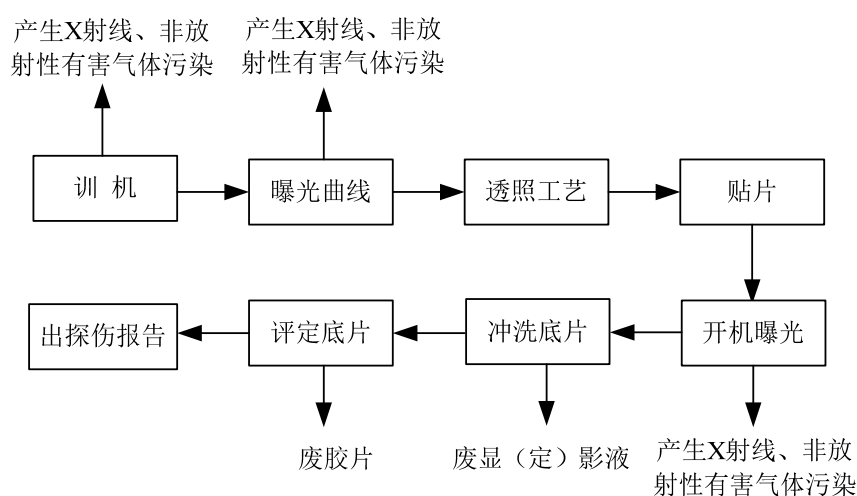 产生X射线、非放
射性有害气体污染
产生X射线、非放
射性有害气体污染
训 机
曝光曲线
透照工艺
贴片
出探伤报告
评定底片
冲洗底片
开机曝光
废胶片
废显（定）影液
产生X射线、非放
射性有害气体污染